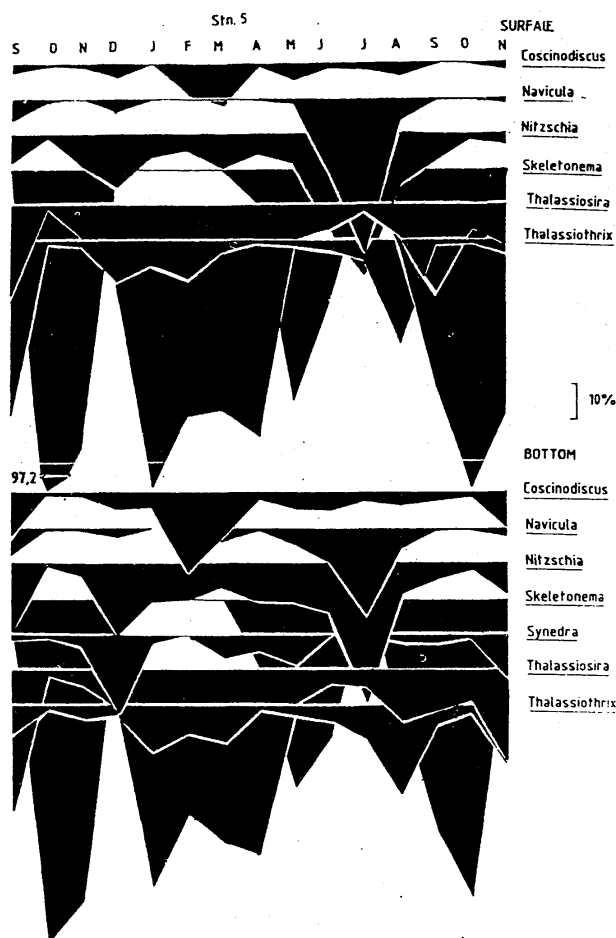 Stn. 5
SURFALE
S O N D J F M A M J J A S O N
Coscinodiscus
Navicula
Nitzschia
Skeletonema
Thalassiosira
Thalassiothrix
10%
BOTTOM
97,2
Coscinodiscus
Navicula
Nitzschia
Skeletonema
Synedra
Thalassiosira
Thalassiothrix